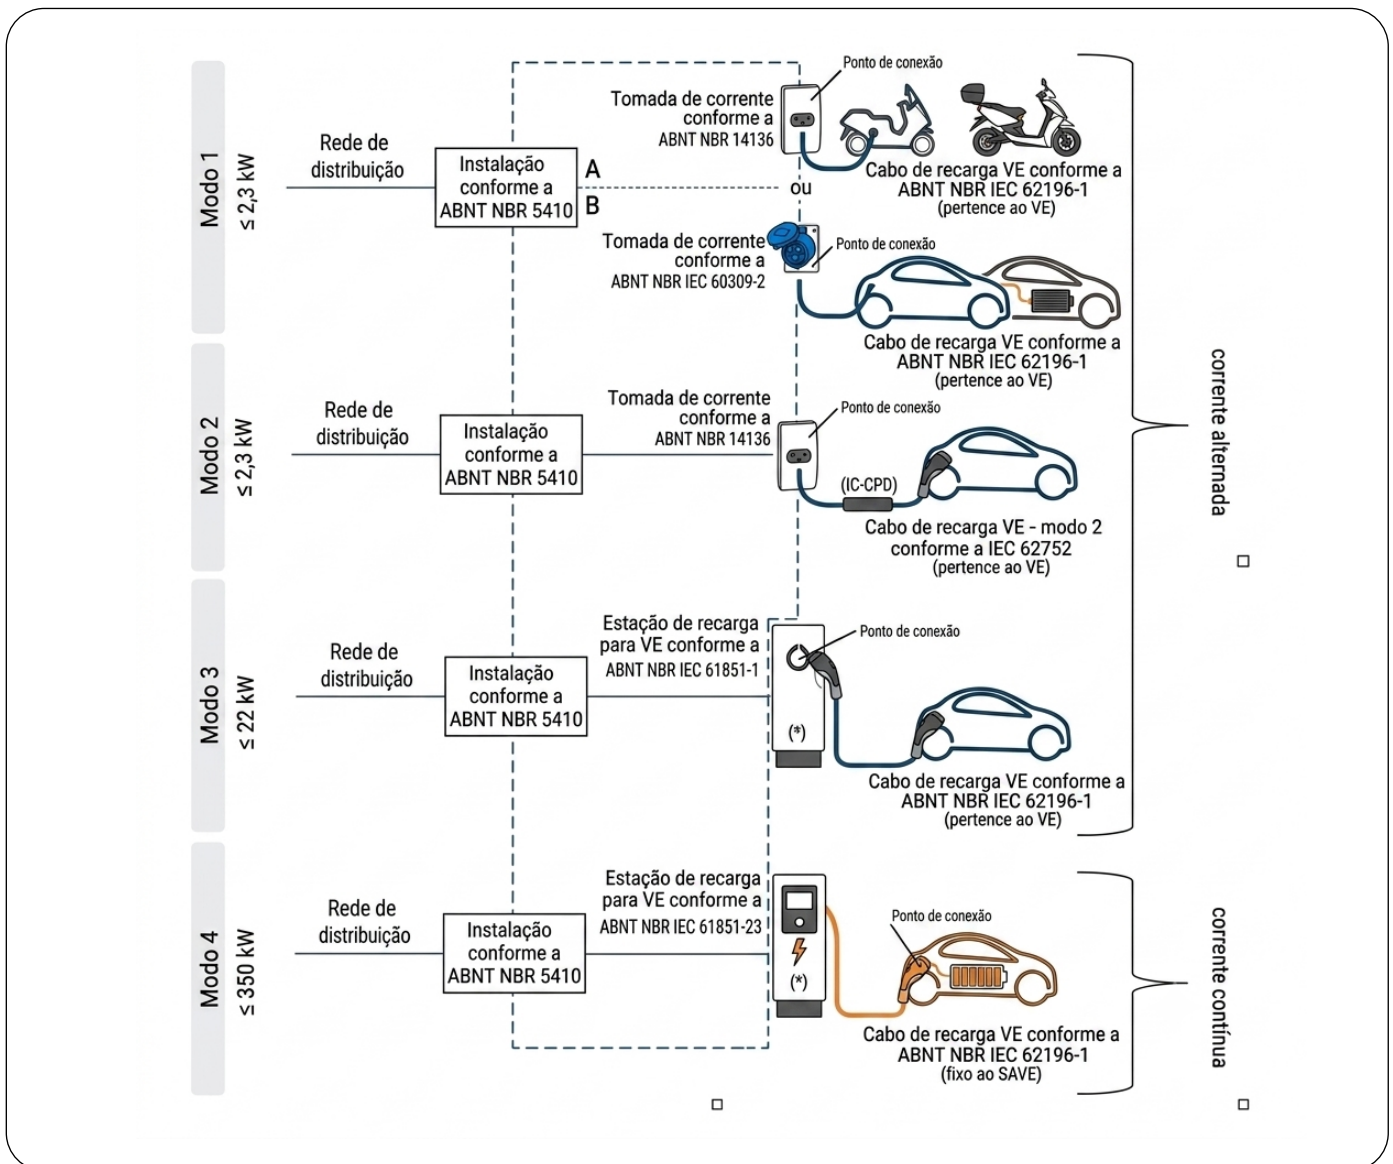 Modo 1
≤ 2,3 kW
Rede de
distribuição
Instalação
conforme a
ABNT NBR 5410
A
B
Tomada de corrente
conforme a
ABNT NBR 14136
Ponto de conexão
Cabo de recarga VE conforme a
ABNT NBR IEC 62196-1
(pertence ao VE)
ou
Tomada de corrente
conforme a
ABNT NBR IEC 60309-2
Ponto de conexão
Cabo de recarga VE conforme a
ABNT NBR IEC 62196-1
(pertence ao VE)
Modo 2
≤ 2,3 kW
Rede de
distribuição
Instalação
conforme a
ABNT NBR 5410
Tomada de corrente
conforme a
ABNT NBR 14136
Ponto de conexão
(IC-CPD)
Cabo de recarga VE - modo 2
conforme a IEC 62752
(pertence ao VE)
corrente alternada
Modo 3
≤ 22 kW
Rede de
distribuição
Instalação
conforme a
ABNT NBR 5410
Estação de recarga
para VE conforme a
ABNT NBR IEC 61851-1
Ponto de conexão
(*)
Cabo de recarga VE conforme a
ABNT NBR IEC 62196-1
(pertence ao VE)
Modo 4
≤ 350 kW
Rede de
distribuição
Instalação
conforme a
ABNT NBR 5410
Estação de recarga
para VE conforme a
ABNT NBR IEC 61851-23
Ponto de conexão
(*)
Cabo de recarga VE conforme a
ABNT NBR IEC 62196-1
(fixo ao SAVE)
corrente contínua